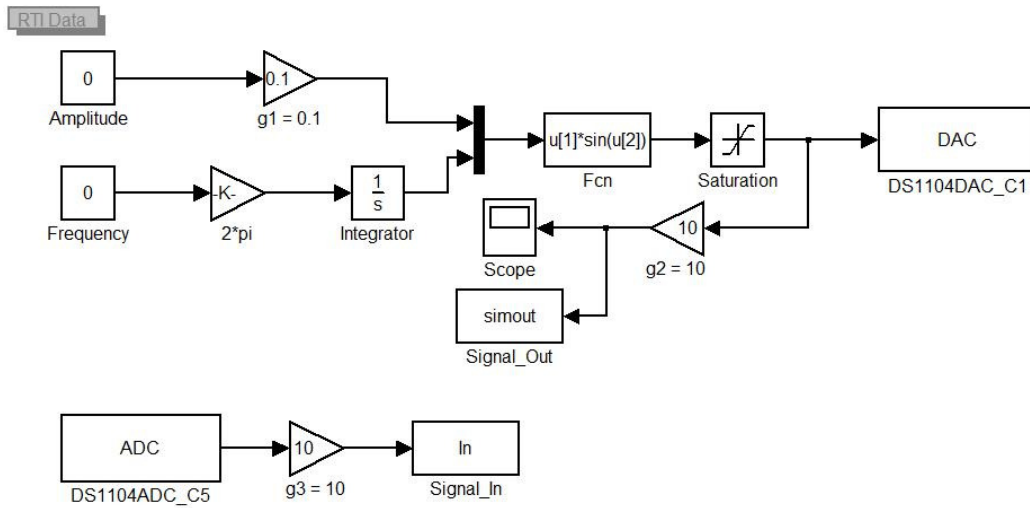 RTI Data
0
Amplitude
0.1
g1 = 0.1
0
Frequency
-K-
2*pi
1
s
Integrator
u[1]*sin(u[2])
Fcn
Saturation
DAC
DS1104DAC_C1
10
g2 = 10
Scope
simout
Signal_Out
ADC
DS1104ADC_C5
10
g3 = 10
In
Signal_In